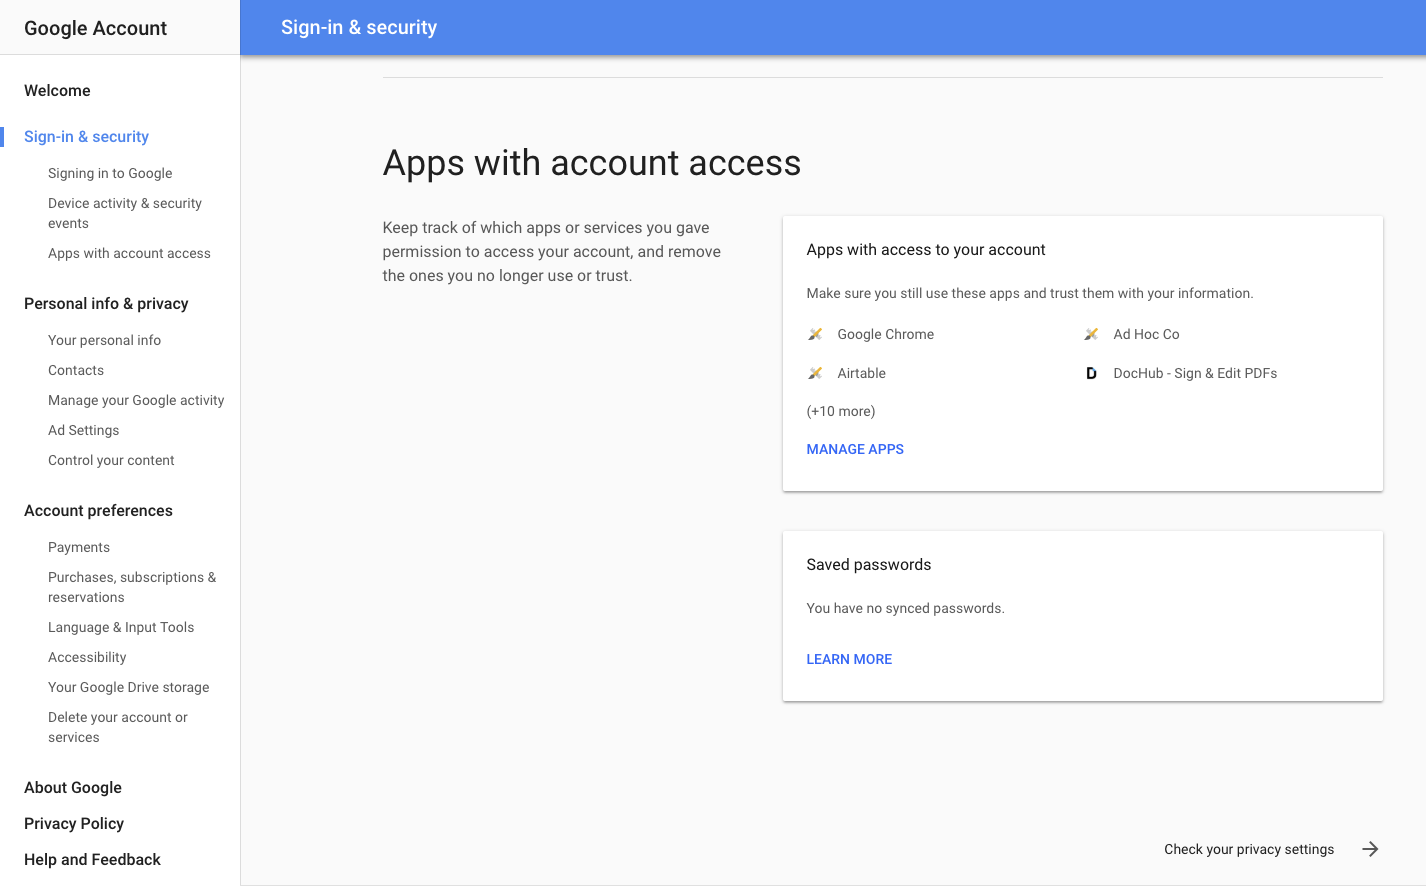 Google Account
Sign-in & security
Welcome
Sign-in & security
Signing in to Google
Device activity & security
events
Apps with account access
Personal info & privacy
Your personal info
Contacts
Manage your Google activity
Ad Settings
Control your content
Account preferences
Payments
Purchases, subscriptions &
reservations
Language & Input Tools
Accessibility
Your Google Drive storage
Delete your account or
services
About Google
Privacy Policy
Help and Feedback
Apps with account access
Keep track of which apps or services you gave
permission to access your account, and remove
the ones you no longer use or trust.
Apps with access to your account
Make sure you still use these apps and trust them with your information.
Google Chrome
Ad Hoc Co
Airtable
D DocHub - Sign & Edit PDFs
(+10 more)
MANAGE APPS
Saved passwords
You have no synced passwords.
LEARN MORE
Check your privacy settings